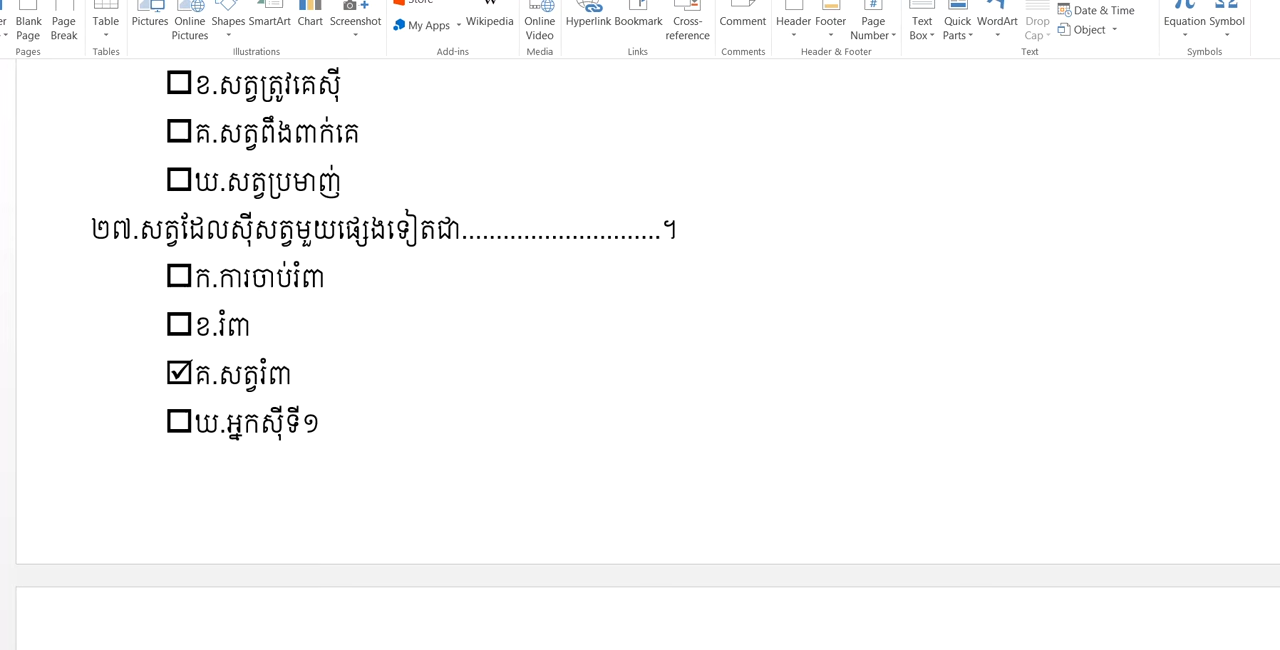 Blank Page
Page Break
Table
Pictures
Online Pictures
Shapes
SmartArt
Chart
Screenshot
My Apps
Wikipedia
Online Video
Hyperlink
Bookmark
Cross-reference
Comment
Header
Footer
Page Number
Text Box
Quick Parts
WordArt
Drop Cap
Date & Time
Object
Equation
Symbol
Pages
Tables
Illustrations
Add-ins
Media
Links
Comments
Header & Footer
Text
Symbols
ខ.សត្វត្រូវគេស៊ី
គ.សត្វពឹងពាក់គេ
ឃ.សត្វប្រមាញ់
២៧.សត្វដែលស៊ីសត្វមួយផ្សេងទៀតជា.............................។
ក.ការចាប់រំពា
ខ.រំពា
គ.សត្វរំពា
ឃ.អ្នកស៊ីទី១